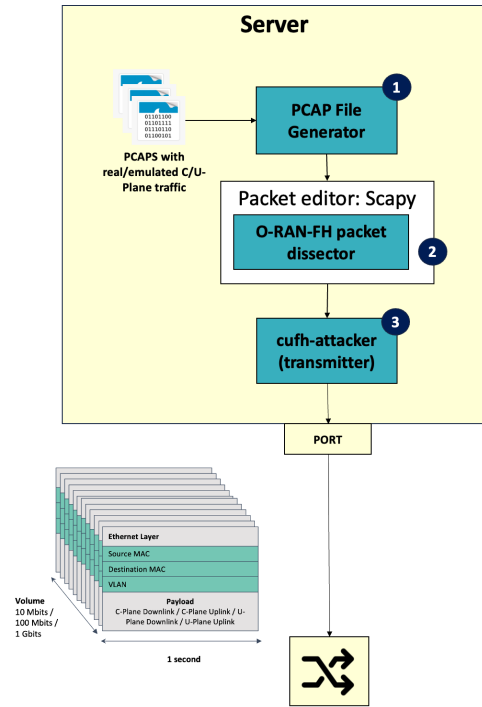 Server
1
PCAP File
Generator
01101100
01101111
01110110
01100101
PCAPS with
real/emulated C/U-
Plane traffic
Packet editor: Scapy
O-RAN-FH packet
dissector
2
3
cufh-attacker
(transmitter)
PORT
Ethernet Layer
Source MAC
Destination MAC
VLAN
Payload
C-Plane Downlink / C-Plane Uplink / U-
Plane Downlink / U-Plane Uplink
Volume
10 Mbits /
100 Mbits /
1 Gbits
1 second